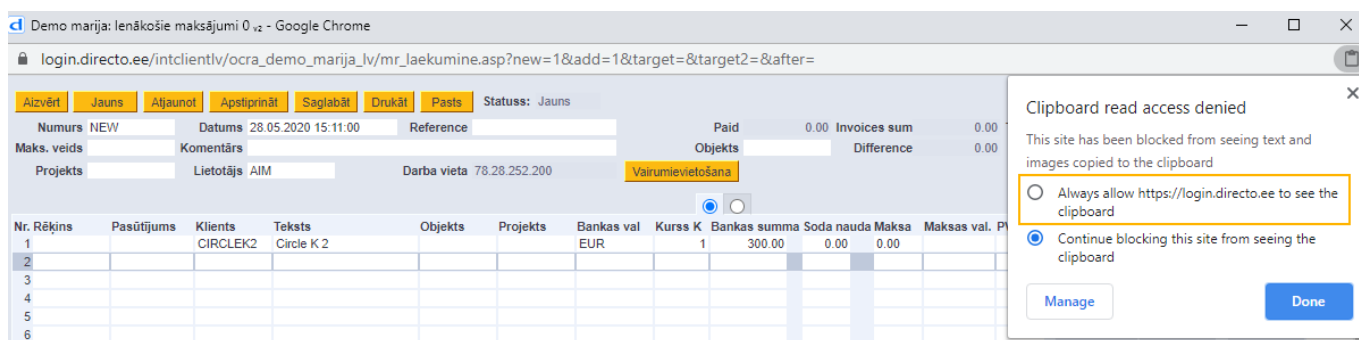 Demo marija: Ienākošie maksājumi 0 v2 - Google Chrome
login.directo.ee/intclientlv/ocra_demo_marija_lv/mr_laekumine.asp?new=1&add=1&target=&target2=&after=
Aizvērt Jauns Atjaunot Apstiprināt Saglabāt Drukāt Pasts Statuss: Jauns
Numurs NEW Datums 28.05.2020 15:11:00 Reference Paid 0.00 Invoices sum 0.00
Maks. veids Komentārs Objekts Difference 0.00
Projekts Lietotājs AIM Darba vieta 78.28.252.200 Vairumievietošana
Nr. Rēķins Pasūtījums Klients Teksts Objekts Projekts Bankas val Kurss K Bankas summa Soda nauda Maksa Maksas val.
1 CIRCLEK2 Circle K 2 EUR 1 300.00 0.00 0.00
2
3
4
5
6
Clipboard read access denied
This site has been blocked from seeing text and
images copied to the clipboard
Always allow https://login.directo.ee to see the
clipboard
Continue blocking this site from seeing the
clipboard
Manage Done